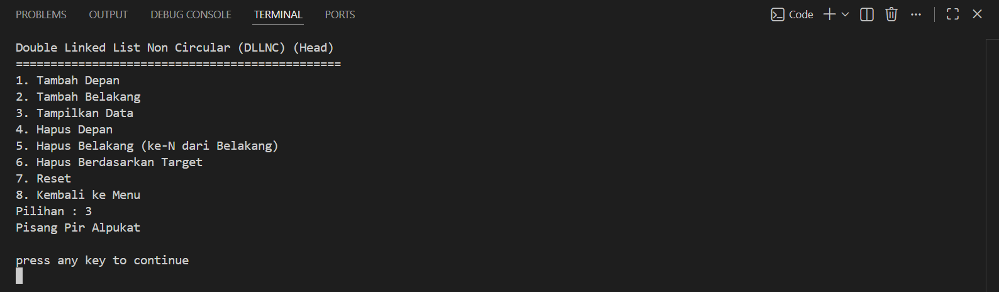 PROBLEMS OUTPUT DEBUG CONSOLE TERMINAL PORTS Code
Double Linked List Non Circular (DLLNC) (Head)
===============================================
1. Tambah Depan
2. Tambah Belakang
3. Tampilkan Data
4. Hapus Depan
5. Hapus Belakang (ke-N dari Belakang)
6. Hapus Berdasarkan Target
7. Reset
8. Kembali ke Menu
Pilihan : 3
Pisang Pir Alpukat
press any key to continue